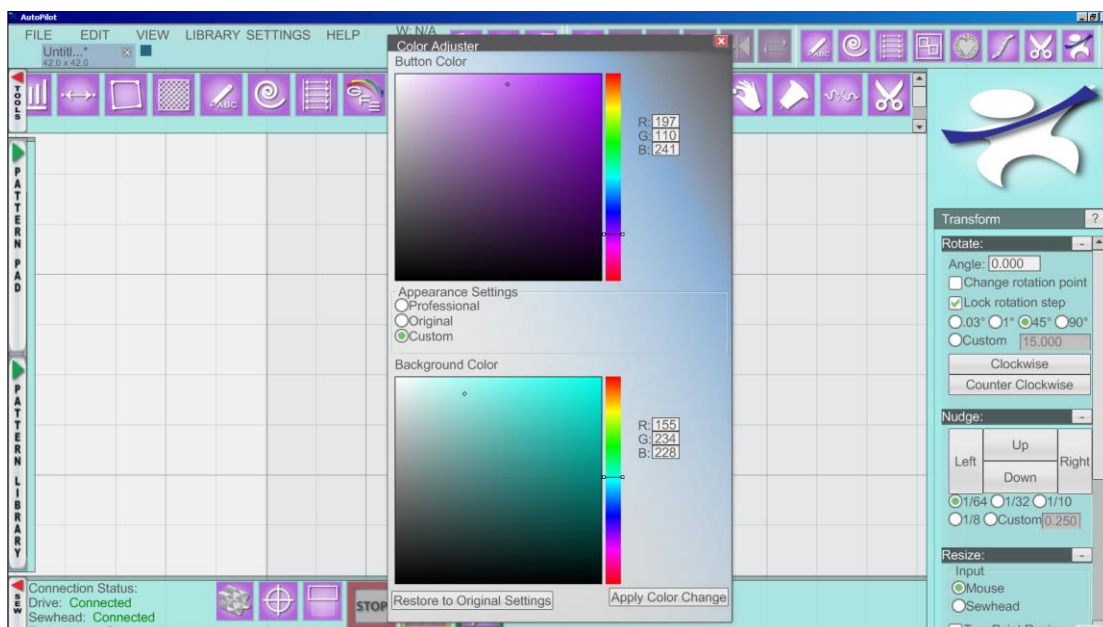 AutoPilot
FILE EDIT VIEW LIBRARY SETTINGS HELP W: N/A
Untitl...*
42.0 x 42.0
TOOLS
ABC
ABC
PATTERN PAD
PATTERN LIBRARY
SEW
Color Adjuster
Button Color
R: 197
G: 110
B: 241
Appearance Settings
Professional
Original
Custom
Background Color
R: 155
G: 234
B: 228
Restore to Original Settings
Apply Color Change
Connection Status:
Drive: Connected
Sewhead: Connected
STOP
Transform ?
Rotate: -
Angle: 0.000
Change rotation point
Lock rotation step
.03° 1° 45° 90°
Custom 15.000
Clockwise
Counter Clockwise
Nudge: -
Up
Left Right
Down
1/64 1/32 1/10
1/8 Custom 0.250
Resize: -
Input
Mouse
Sewhead